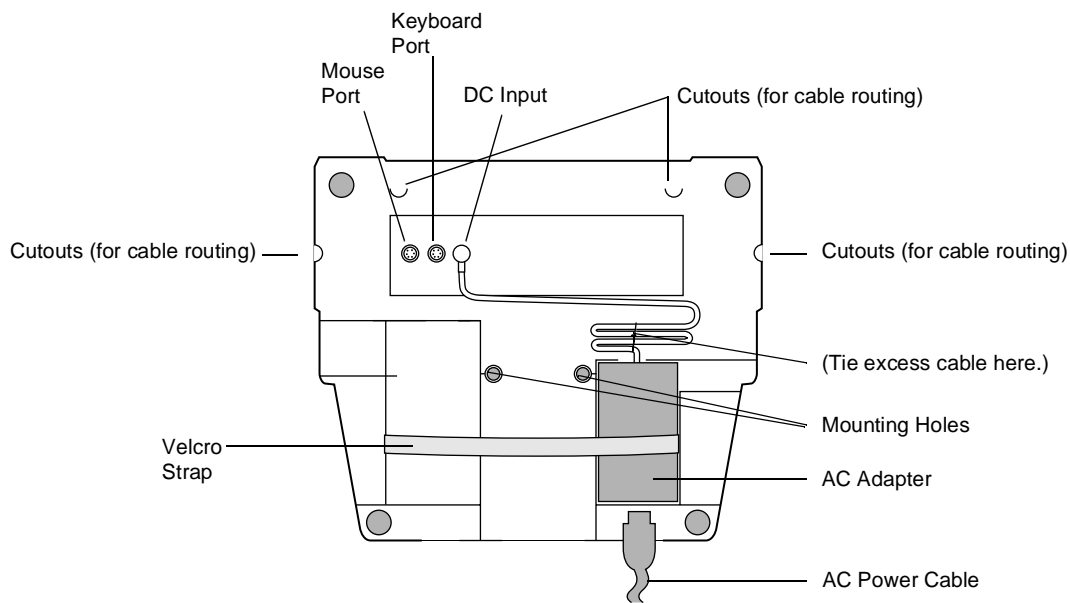 Keyboard
Port
Mouse
Port
DC Input
Cutouts (for cable routing)
Cutouts (for cable routing)
Cutouts (for cable routing)
(Tie excess cable here.)
Mounting Holes
Velcro
Strap
AC Adapter
AC Power Cable